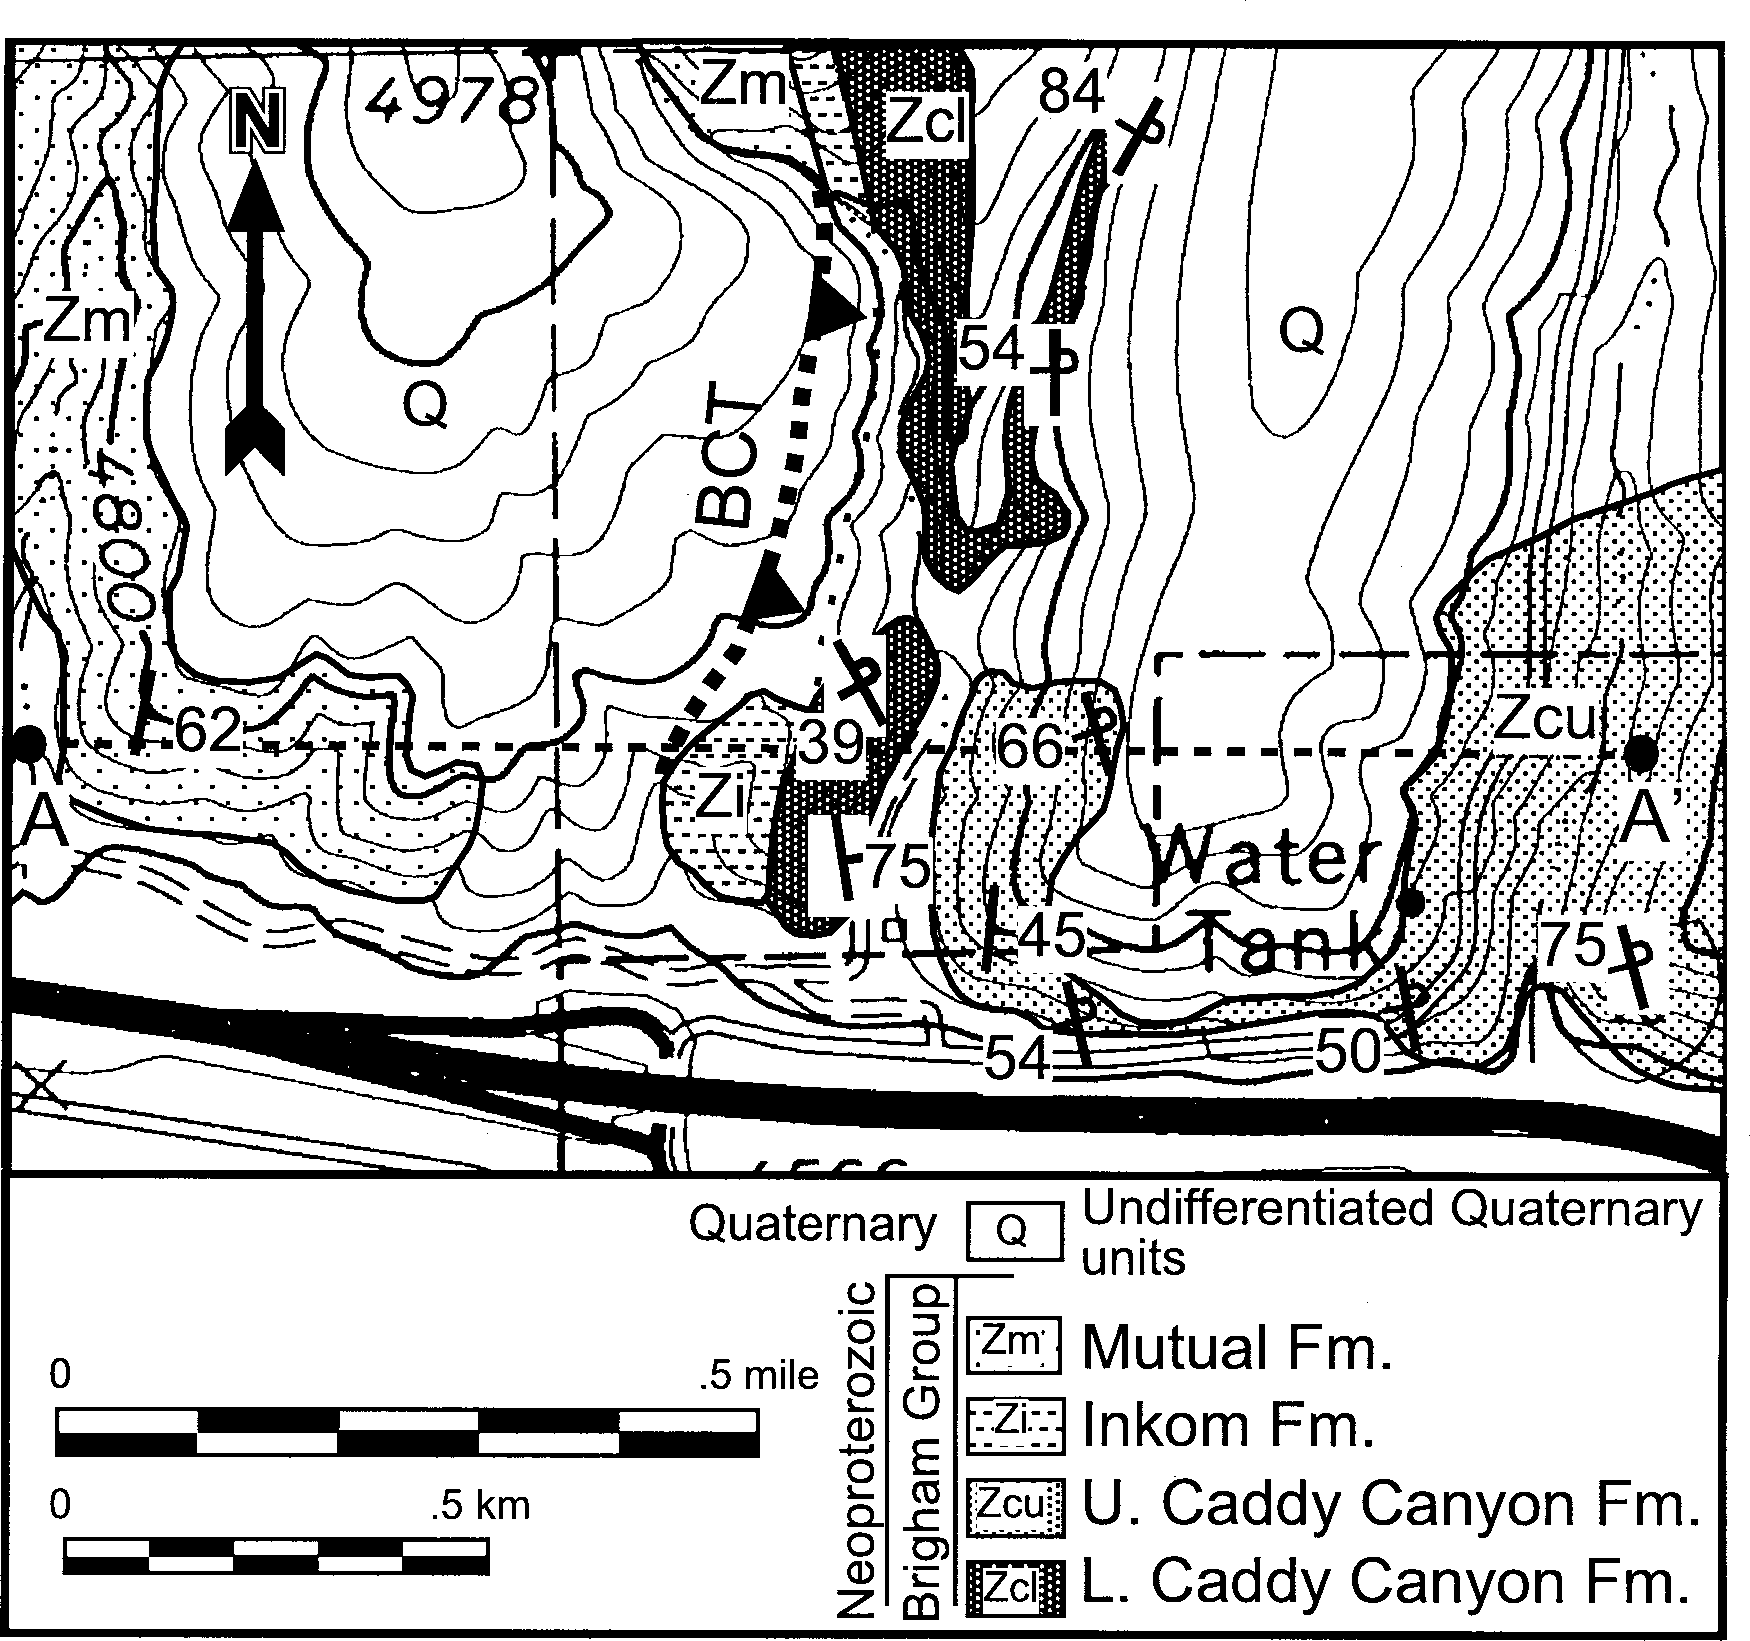 4978
Zm
Zcl
84
N
Zm
Q
54
Q
BCT
4800
Zcu
62
39
66
Zi
A
A'
75
Water
45
Tank
75
54
50
Quaternary
Q
Undifferentiated Quaternary
units
Neoproterozoic
Brigham Group
Zm
Mutual Fm.
Zi
Inkom Fm.
Zcu
U. Caddy Canyon Fm.
Zcl
L. Caddy Canyon Fm.
0
.5 mile
0
.5 km